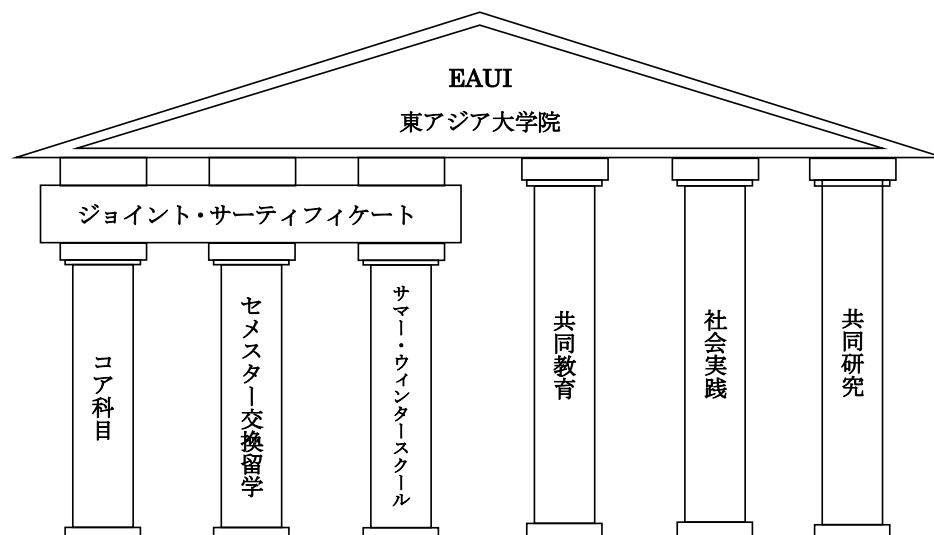 EAUI
東アジア大学院
ジョイント・サーティフィケート
コア科目
セメスター交換留学
サマー・ウィンタースクール
共同教育
社会実践
共同研究